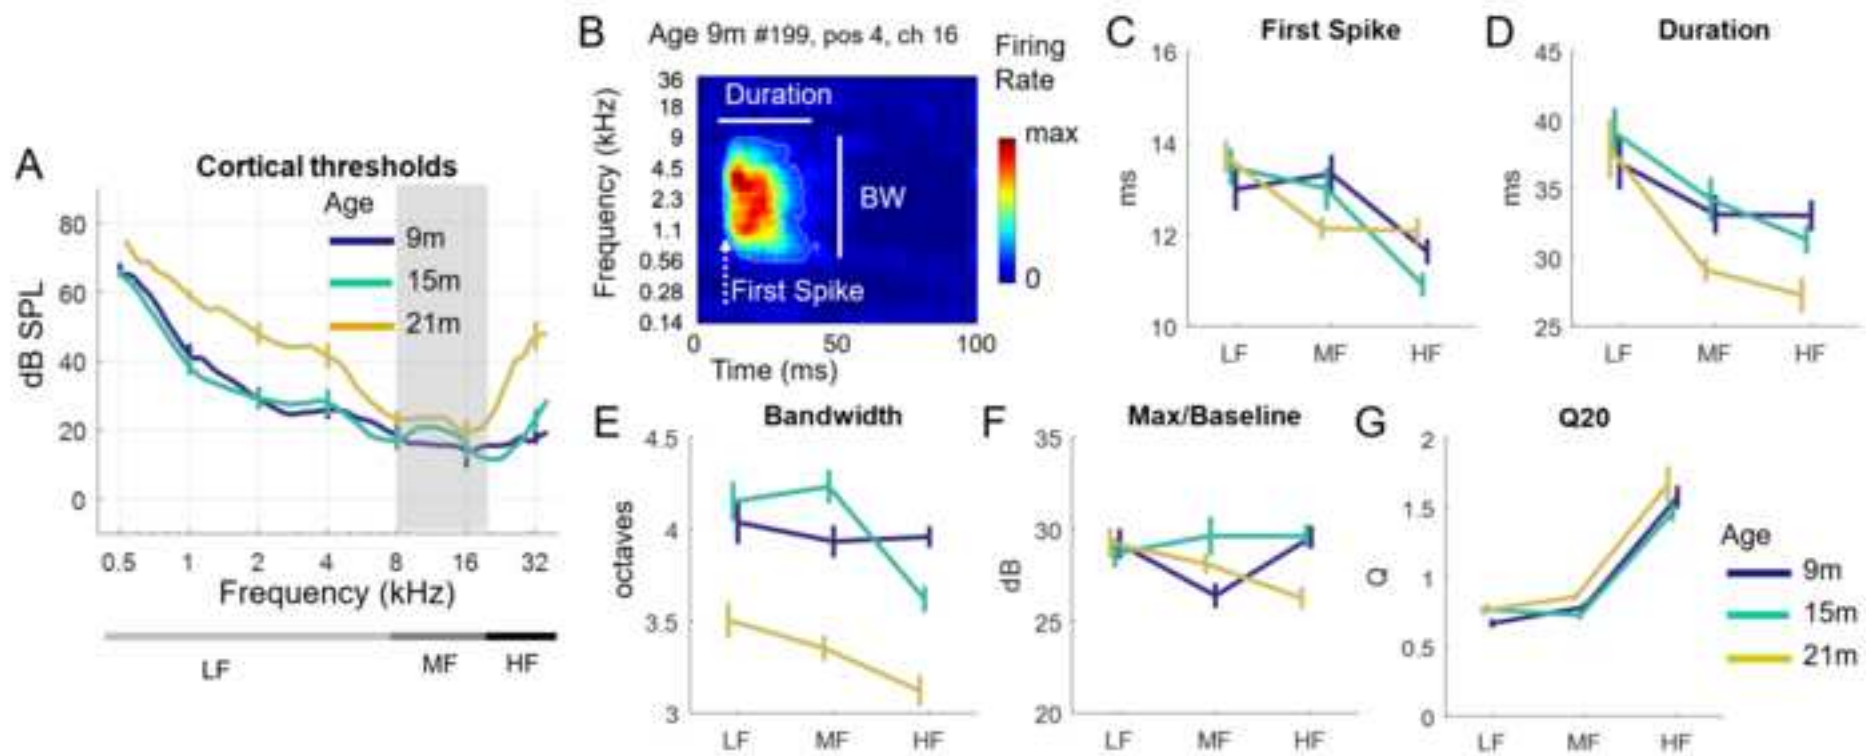 A
Cortical thresholds
Age
9m
15m
21m
dB SPL
80
60
40
20
0
0.5 1 2 4 8 16 32
Frequency (kHz)
LF MF HF
B
Age 9m #199, pos 4, ch 16
Frequency (kHz)
36
18
9
4.5
2.3
1.1
0.56
0.28
0.14
Duration
BW
First Spike
0 50 100
Time (ms)
Firing
Rate
max
0
C
First Spike
ms
16
14
12
10
LF MF HF
D
Duration
ms
45
40
35
30
25
LF MF HF
E
Bandwidth
octaves
4.5
4
3.5
3
LF MF HF
F
Max/Baseline
dB
35
30
25
20
LF MF HF
G
Q20
Q
2
1.5
1
0.5
0
LF MF HF
Age
9m
15m
21m